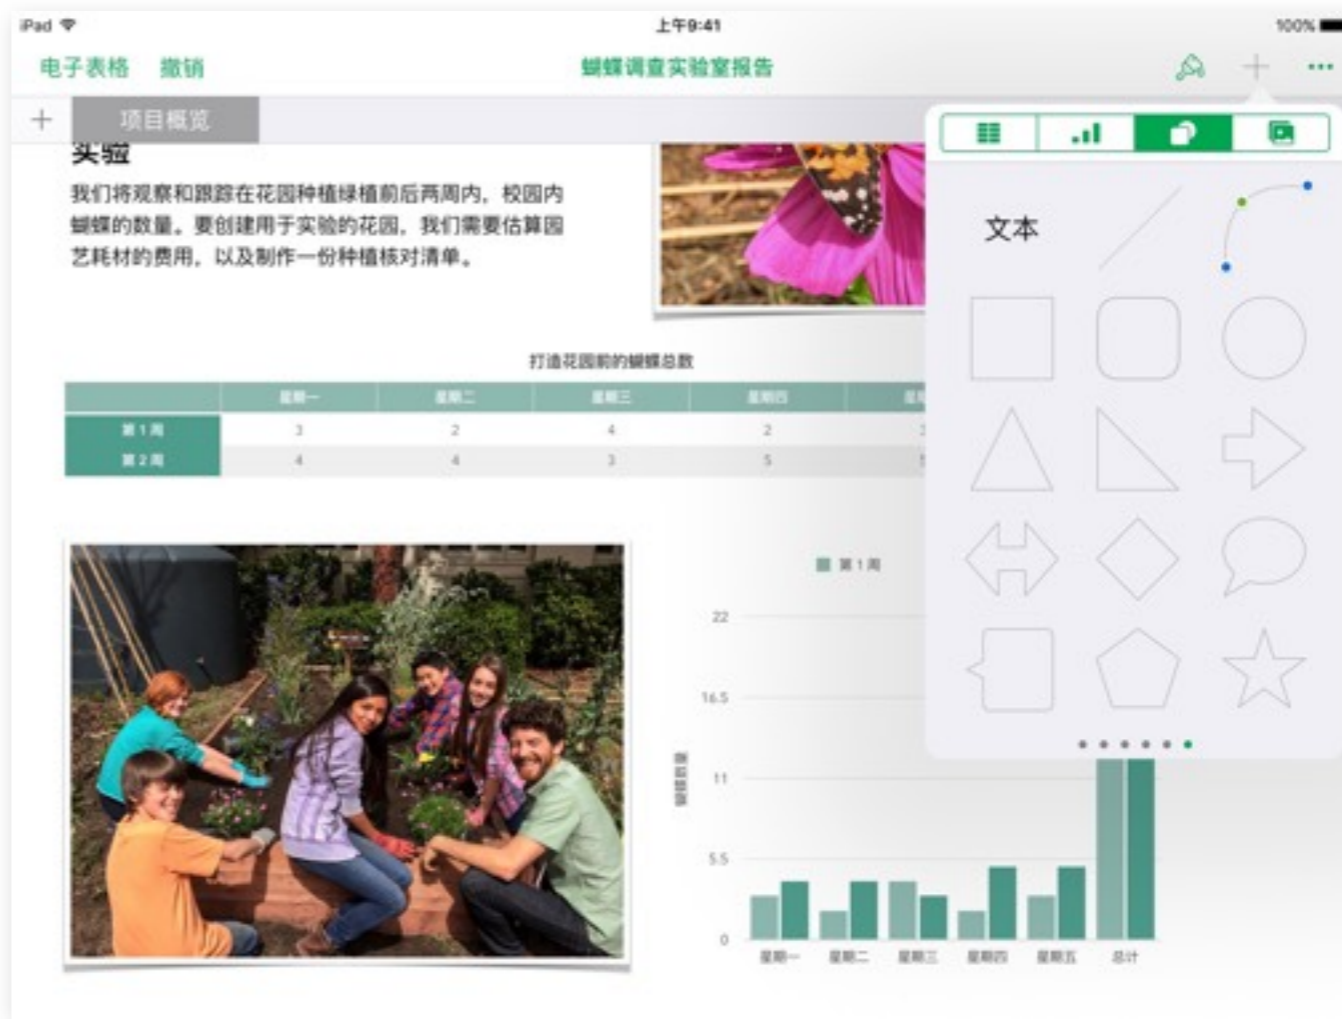 iPad 上午9:41 100%
电子表格 撤销 蝴蝶调查实验室报告
项目概览
实验
我们将观察和跟踪在花园种植绿植前后两周内，校园内
蝴蝶的数量。要创建用于实验的花园，我们需要估算园
艺耗材的费用，以及制作一份种植核对清单。
文本
打造花园前的蝴蝶总数
星期一 星期二 星期三 星期四
第 1 周 3 2 4 2
第 2 周 4 4 3 5
第 1 周
22
16.5
11
5.5
0
蝴蝶数量
星期一 星期二 星期三 星期四 星期五 总计